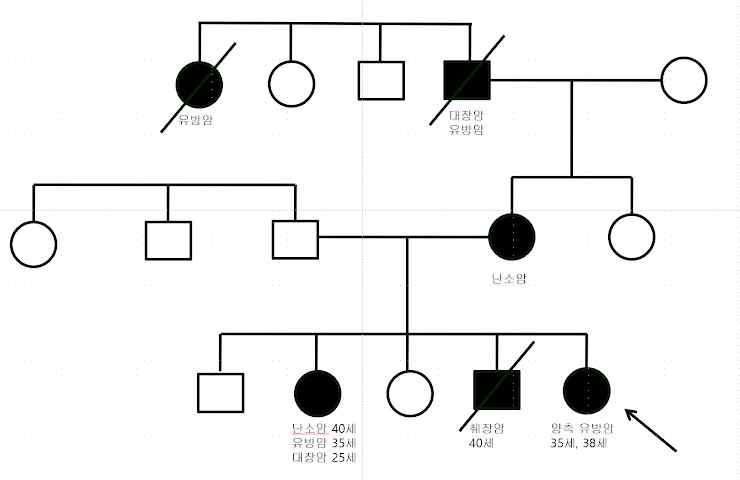 유방암
대장암
유방암
난소암
난소암 40세
유방암 35세
대장암 25세
췌장암
40세
양측 유방암
35세, 38세